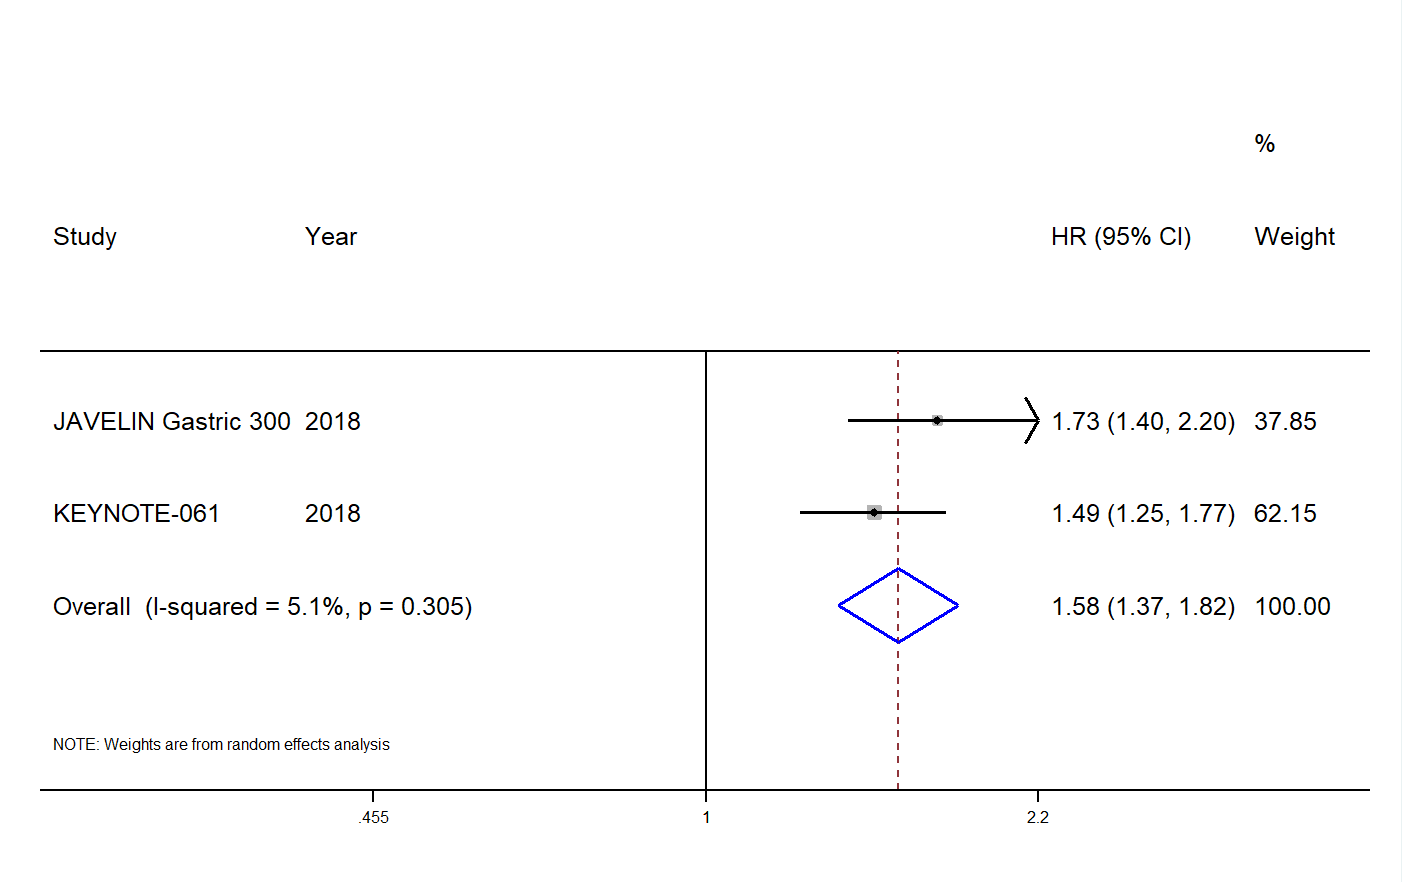 %
Study Year HR (95% CI) Weight
JAVELIN Gastric 300 2018 1.73 (1.40, 2.20) 37.85
KEYNOTE-061 2018 1.49 (1.25, 1.77) 62.15
Overall (I-squared = 5.1%, p = 0.305) 1.58 (1.37, 1.82) 100.00
NOTE: Weights are from random effects analysis
.455 1 2.2